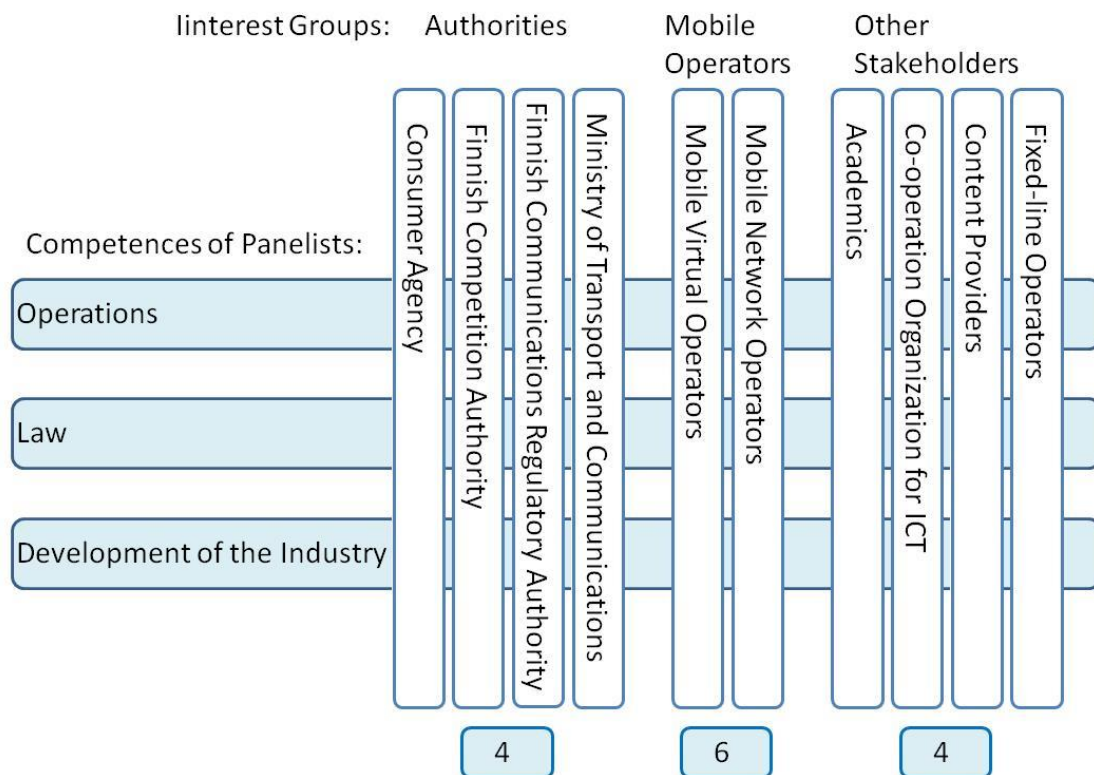 Iinterest Groups: Authorities Mobile Operators Other Stakeholders
Consumer Agency
Finnish Competition Authority
Finnish Communications Regulatory Authority
Ministry of Transport and Communications
Mobile Virtual Operators
Mobile Network Operators
Academics
Co-operation Organization for ICT
Content Providers
Fixed-line Operators
Competences of Panelists:
Operations
Law
Development of the Industry
4 6 4